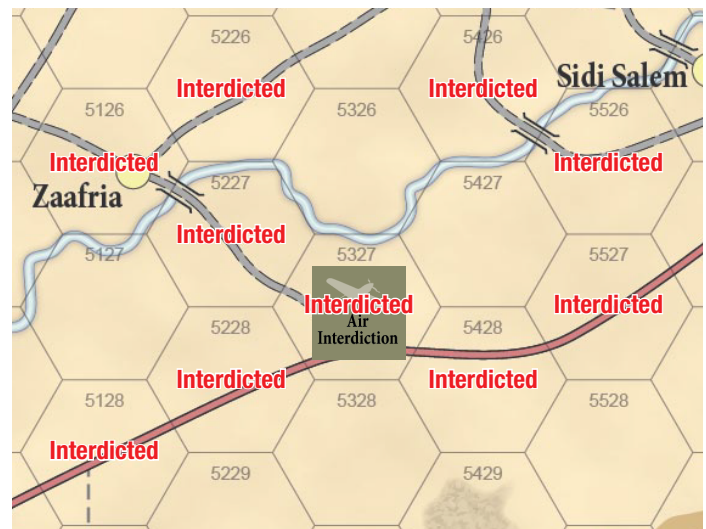 5226
5426
Sidi Salem
Interdicted
Interdicted
5126
5326
5526
Interdicted
Interdicted
Zaafria
5227
5427
Interdicted
5127
5327
5527
Interdicted
Interdicted
Air
Interdiction
5228
5428
Interdicted
Interdicted
5128
5328
5528
Interdicted
5229
5429